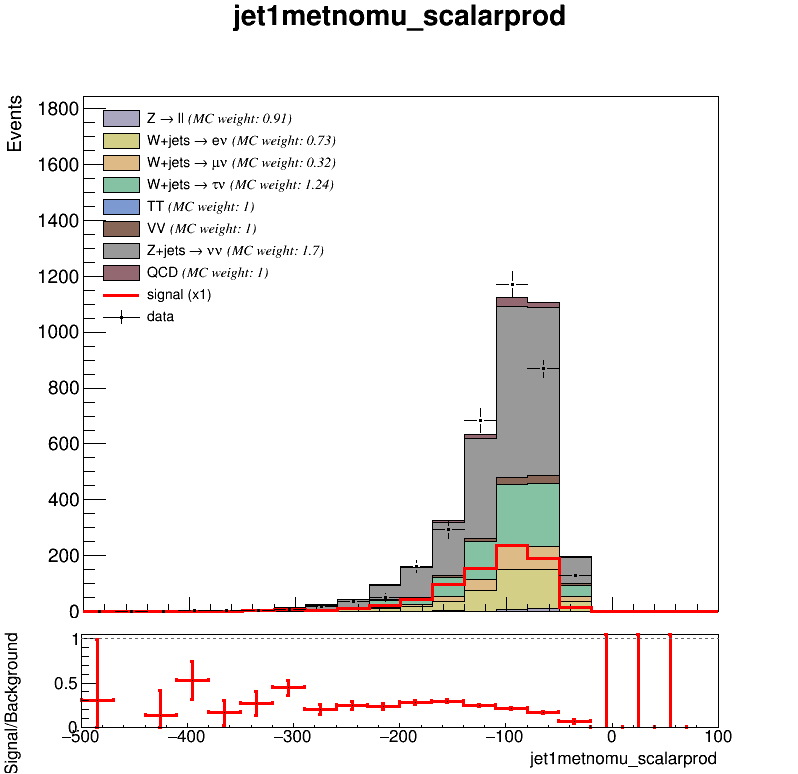 jet1metnomu_scalarprod
Events
1800
1600
1400
1200
1000
800
600
400
200
0
Z → ll (MC weight: 0.91)
W+jets → eν (MC weight: 0.73)
W+jets → μν (MC weight: 0.32)
W+jets → τν (MC weight: 1.24)
TT (MC weight: 1)
VV (MC weight: 1)
Z+jets → νν (MC weight: 1.7)
QCD (MC weight: 1)
signal (x1)
data
Signal/Background
1
0.5
0
−500 −400 −300 −200 −100 0 100
jet1metnomu_scalarprod